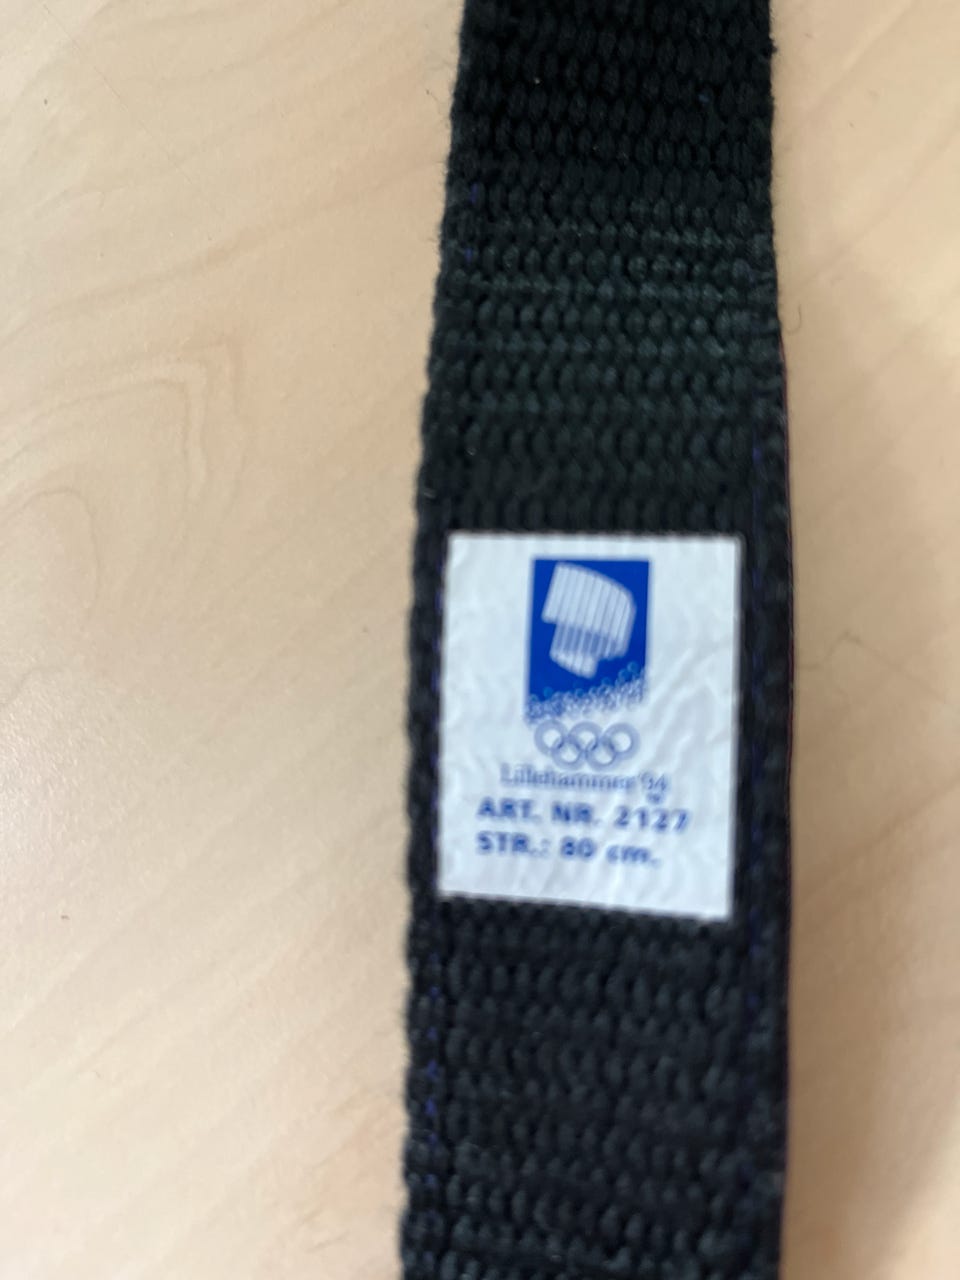 Lillehammer '94
ART. NR. 2127
STR.: 80 cm.